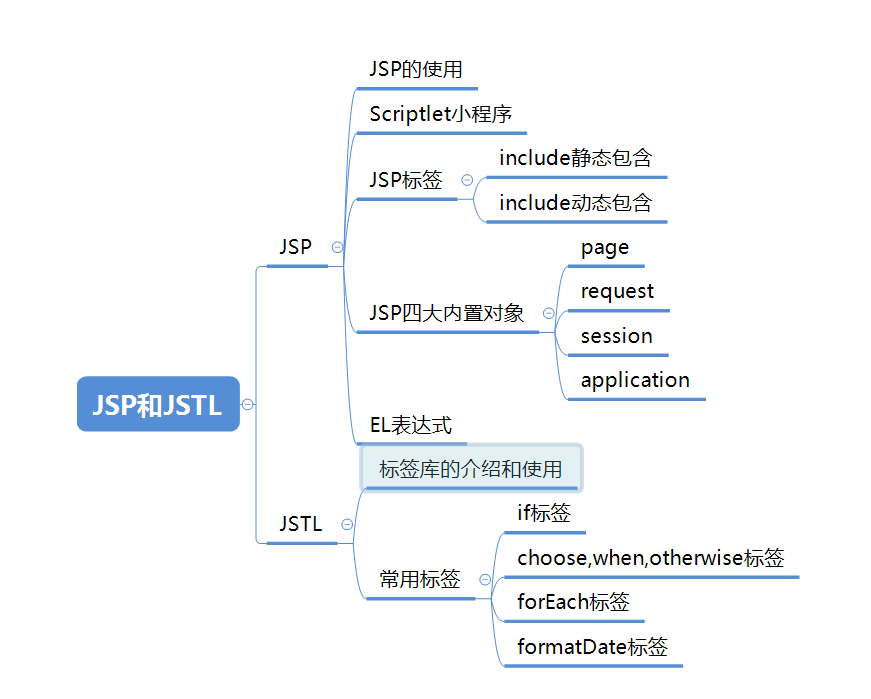 JSP和JSTL
JSP
JSP的使用
Scriptlet小程序
JSP标签
include静态包含
include动态包含
JSP四大内置对象
page
request
session
application
EL表达式
JSTL
标签库的介绍和使用
常用标签
if标签
choose,when,otherwise标签
forEach标签
formatDate标签